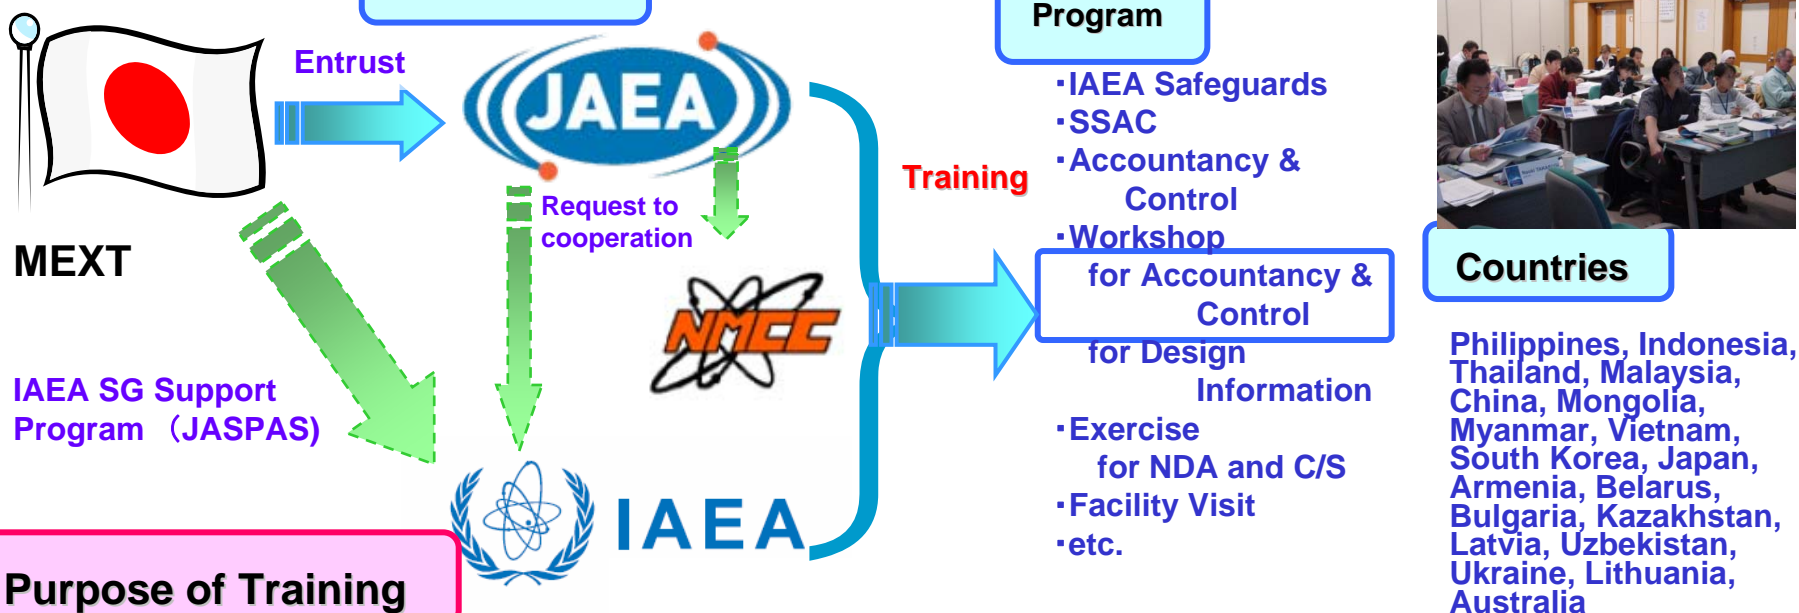 Entrust
JAEA
Request to
cooperation
MEXT
NMCC
IAEA SG Support
Program （JASPAS)
IAEA
Purpose of Training
Training
Program
・IAEA Safeguards
・SSAC
・Accountancy &
Control
・Workshop
for Accountancy &
Control
for Design
Information
・Exercise
for NDA and C/S
・Facility Visit
・etc.
Countries
Philippines, Indonesia,
Thailand, Malaysia,
China, Mongolia,
Myanmar, Vietnam,
South Korea, Japan,
Armenia, Belarus,
Bulgaria, Kazakhstan,
Latvia, Uzbekistan,
Ukraine, Lithuania,
Australia